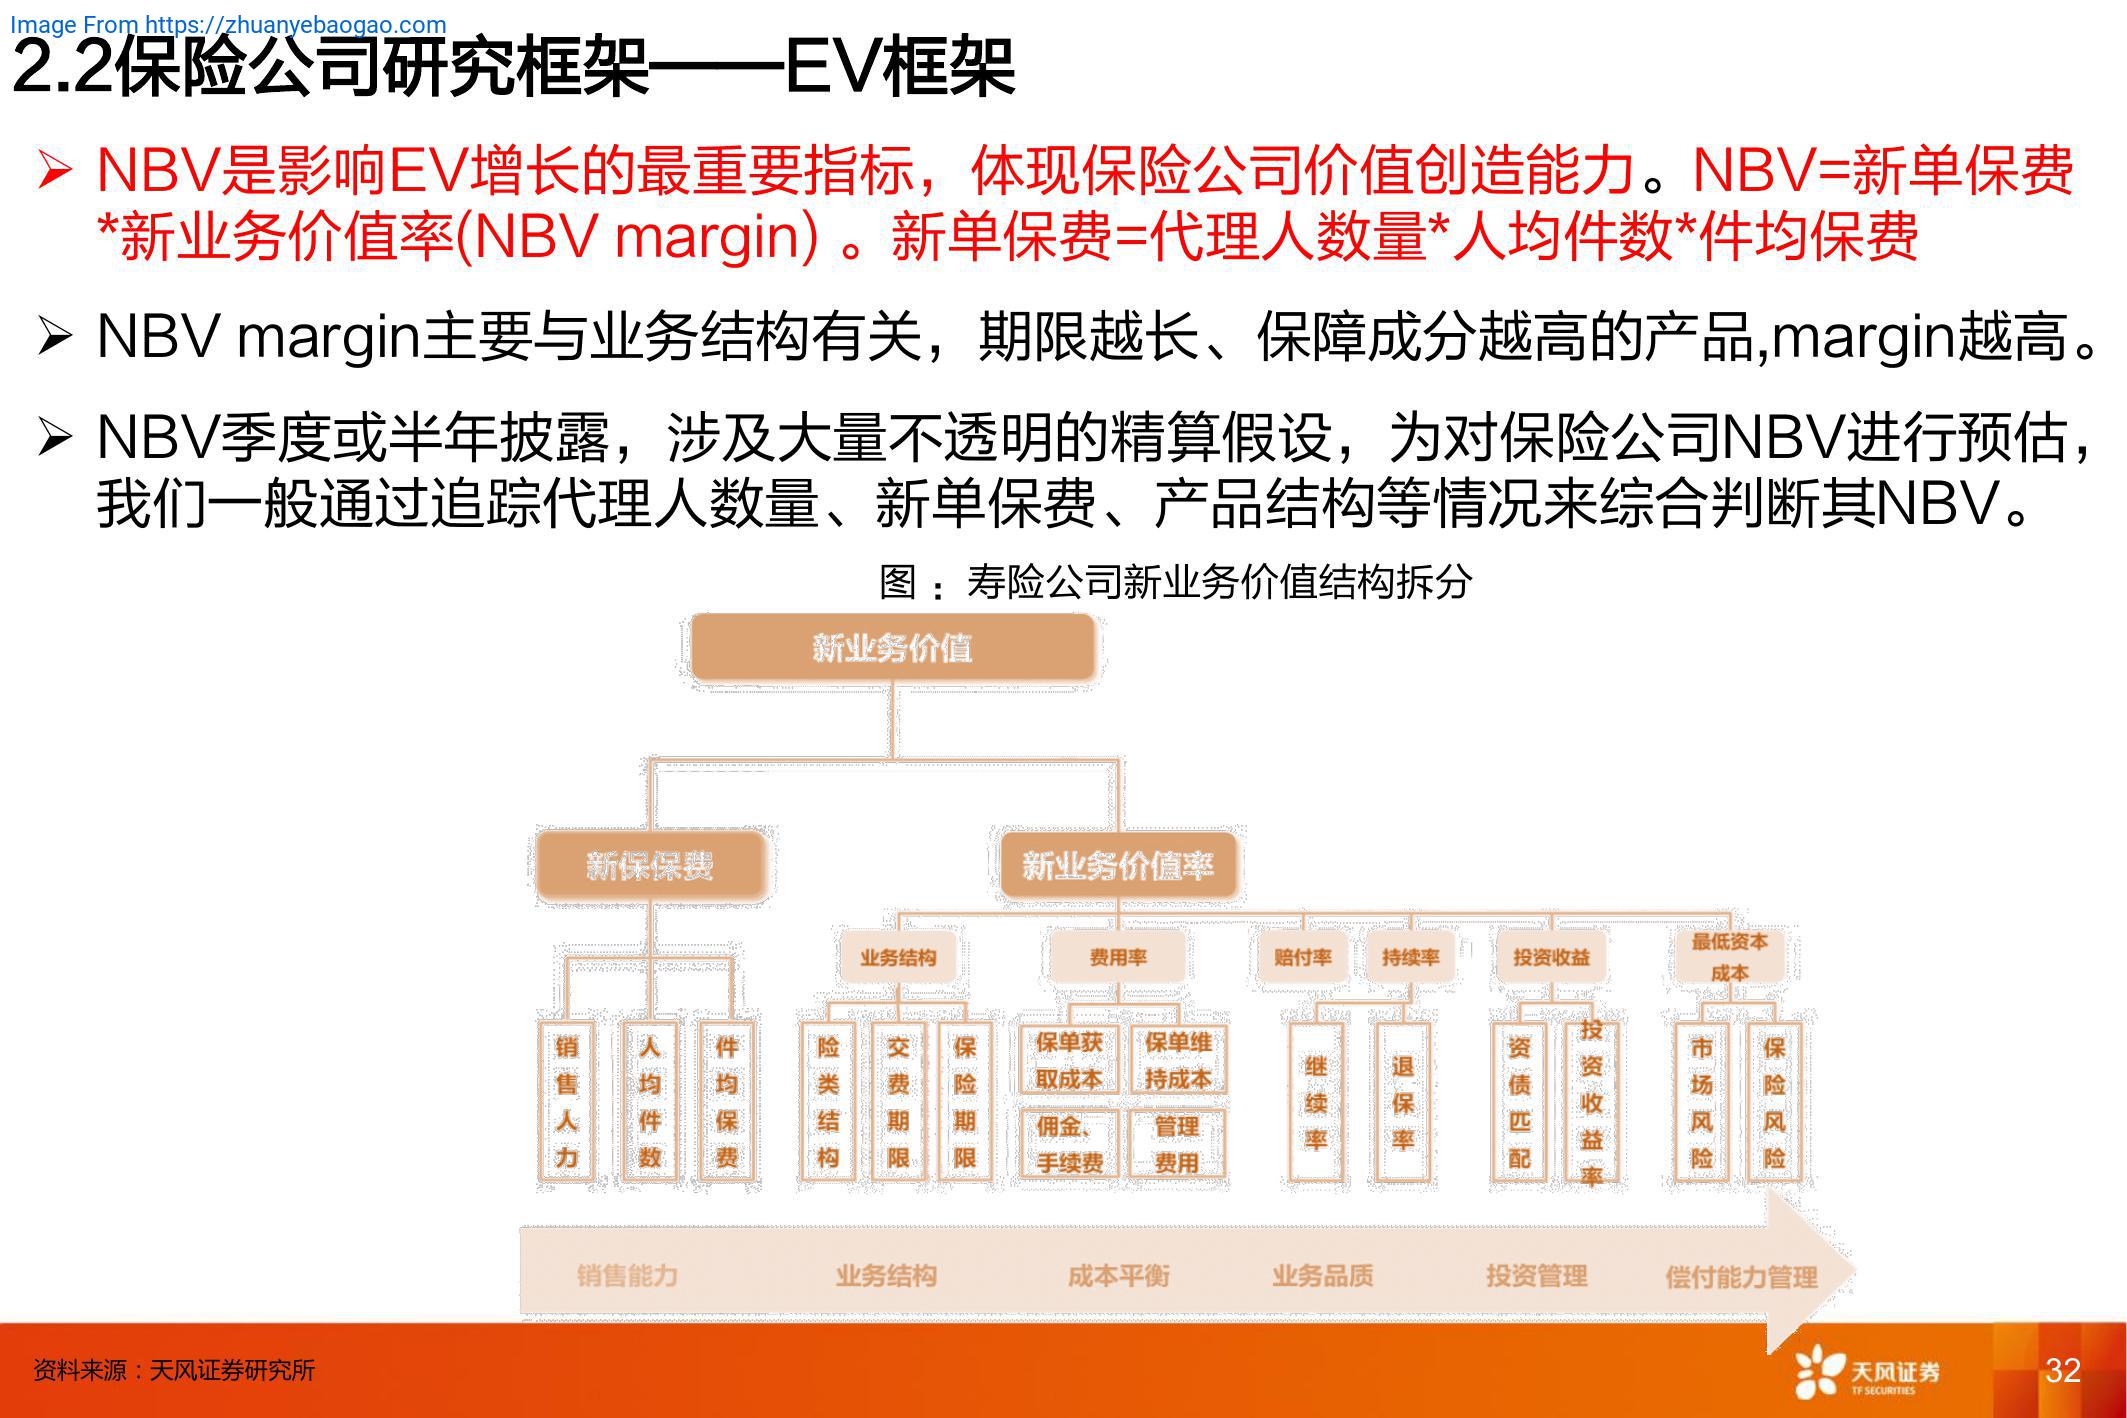 Image From https://zhuanyebaogao.com
2.2保险公司研究框架——EV框架
➢ NBV是影响EV增长的最重要指标，体现保险公司价值创造能力。NBV=新单保费
*新业务价值率(NBV margin) 。新单保费=代理人数量*人均件数*件均保费
➢ NBV margin主要与业务结构有关，期限越长、保障成分越高的产品,margin越高。
➢ NBV季度或半年披露，涉及大量不透明的精算假设，为对保险公司NBV进行预估，
我们一般通过追踪代理人数量、新单保费、产品结构等情况来综合判断其NBV。
图 ：寿险公司新业务价值结构拆分
新业务价值
新保保费
新业务价值率
业务结构
费用率
赔付率
持续率
投资收益
最低资本
成本
销售人力
人均件数
件均保费
险类结构
交费期限
保险期限
保单获
取成本
保单维
持成本
佣金、
手续费
管理
费用
继续率
退保率
资债匹配
投资收益率
市场风险
保险风险
销售能力
业务结构
成本平衡
业务品质
投资管理
偿付能力管理
资料来源：天风证券研究所
天风证券
TF SECURITIES
32